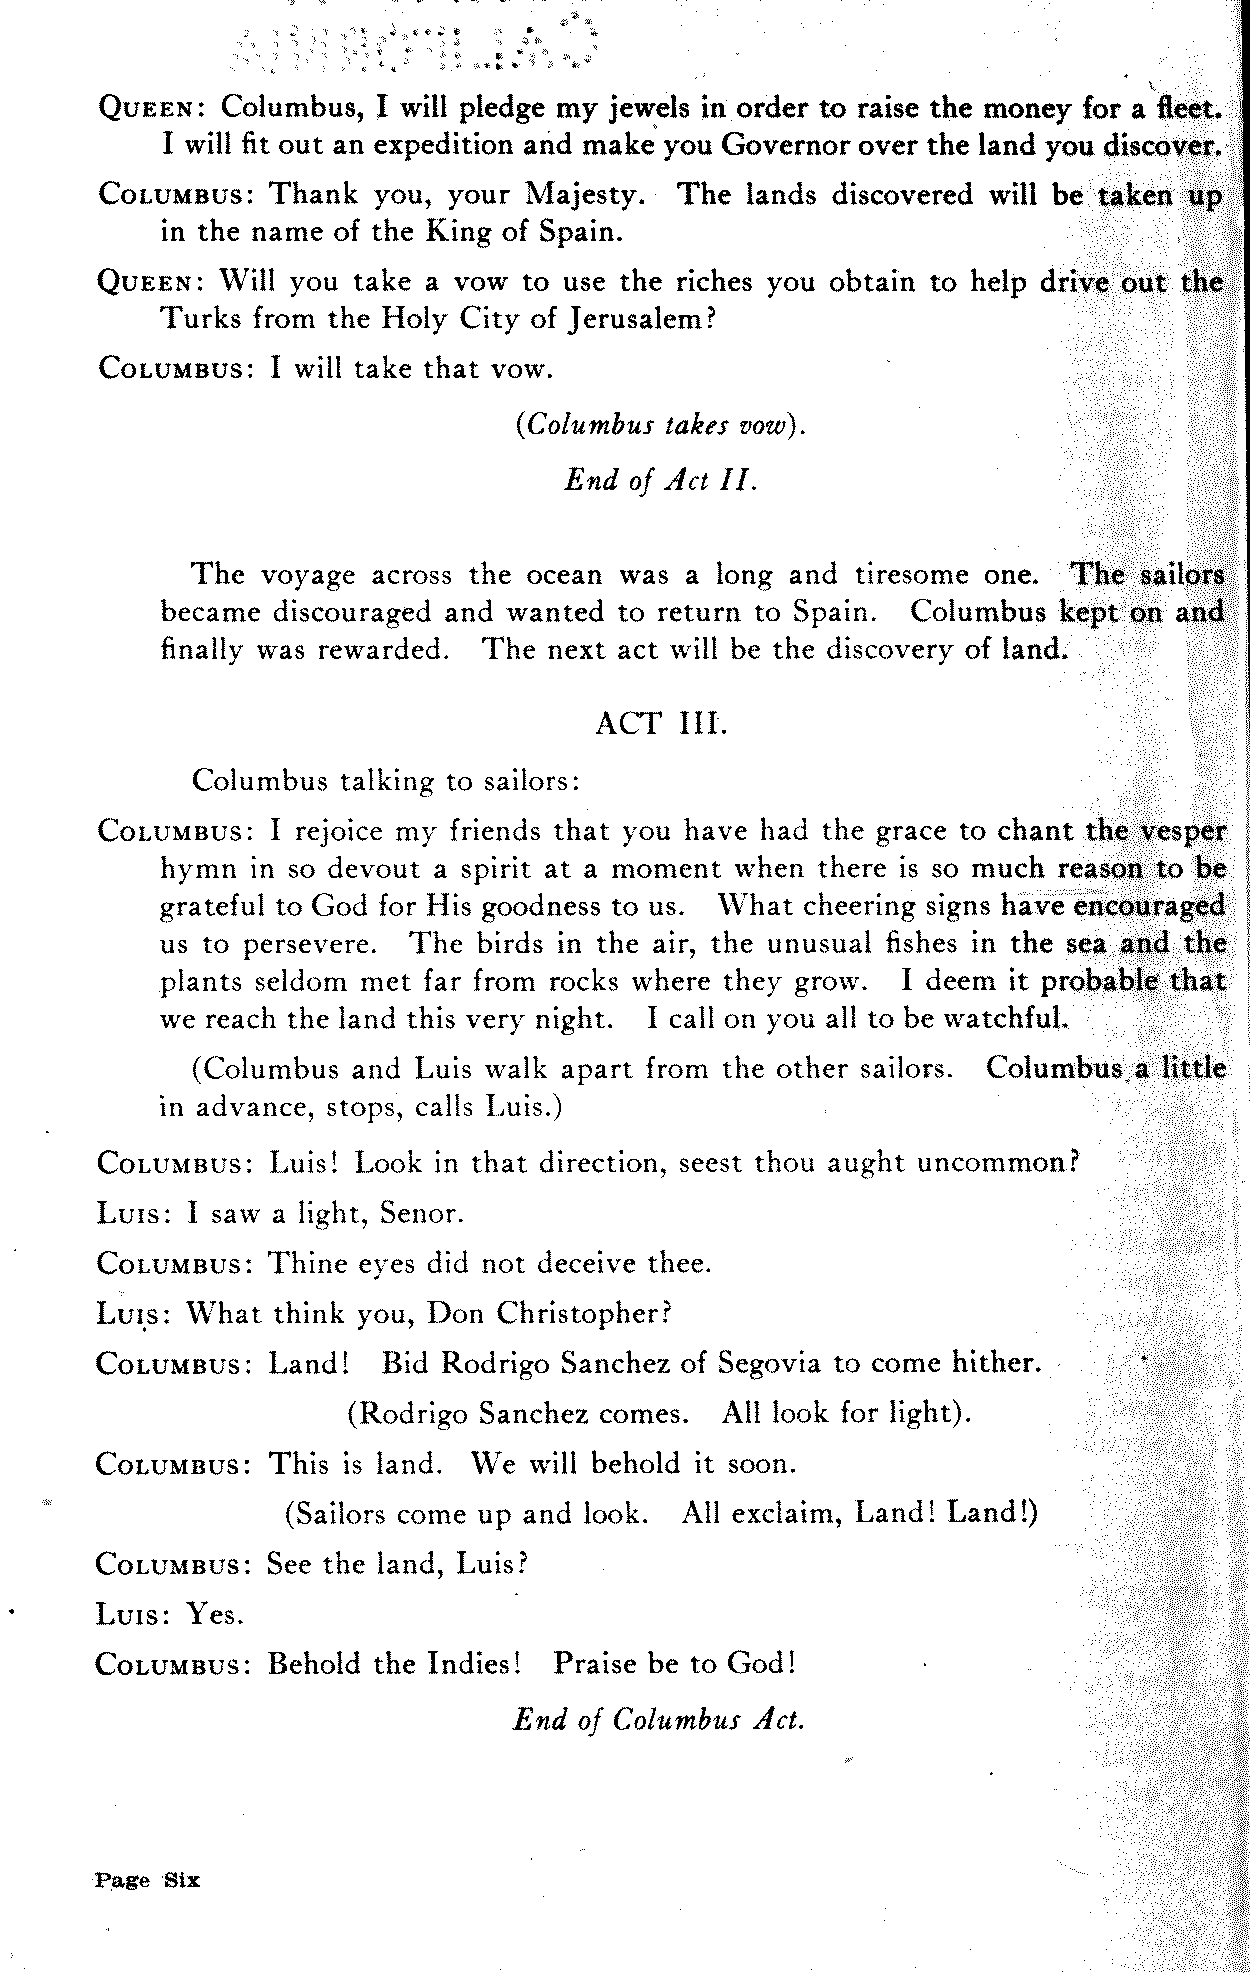 CALIFORNIA
QUEEN: Columbus, I will pledge my jewels in order to raise the money for a fleet.
I will fit out an expedition and make you Governor over the land you discover.
COLUMBUS: Thank you, your Majesty. The lands discovered will be taken up
in the name of the King of Spain.
QUEEN: Will you take a vow to use the riches you obtain to help drive out the
Turks from the Holy City of Jerusalem?
COLUMBUS: I will take that vow.
(Columbus takes vow).
End of Act II.
The voyage across the ocean was a long and tiresome one. The sailors
became discouraged and wanted to return to Spain. Columbus kept on and
finally was rewarded. The next act will be the discovery of land.
ACT III.
Columbus talking to sailors:
COLUMBUS: I rejoice my friends that you have had the grace to chant the vesper
hymn in so devout a spirit at a moment when there is so much reason to be
grateful to God for His goodness to us. What cheering signs have encouraged
us to persevere. The birds in the air, the unusual fishes in the sea and the
plants seldom met far from rocks where they grow. I deem it probable that
we reach the land this very night. I call on you all to be watchful.
(Columbus and Luis walk apart from the other sailors. Columbus a little
in advance, stops, calls Luis.)
COLUMBUS: Luis! Look in that direction, seest thou aught uncommon?
LUIS: I saw a light, Senor.
COLUMBUS: Thine eyes did not deceive thee.
LUIS: What think you, Don Christopher?
COLUMBUS: Land! Bid Rodrigo Sanchez of Segovia to come hither.
(Rodrigo Sanchez comes. All look for light).
COLUMBUS: This is land. We will behold it soon.
(Sailors come up and look. All exclaim, Land! Land!)
COLUMBUS: See the land, Luis?
LUIS: Yes.
COLUMBUS: Behold the Indies! Praise be to God!
End of Columbus Act.
Page Six